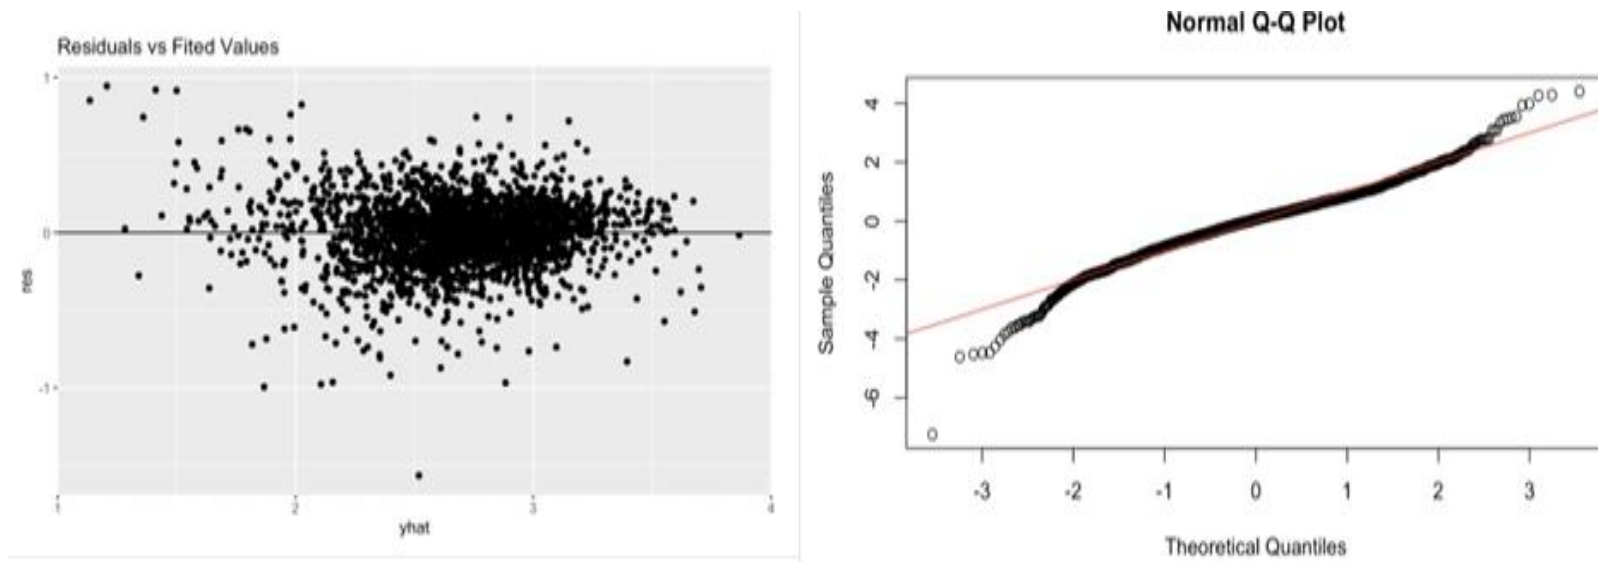 Residuals vs Fited Values
1
0
-1
res
1 2 3 4
yhat
Normal Q-Q Plot
4
2
0
-2
-4
-6
Sample Quantiles
-3 -2 -1 0 1 2 3
Theoretical Quantiles